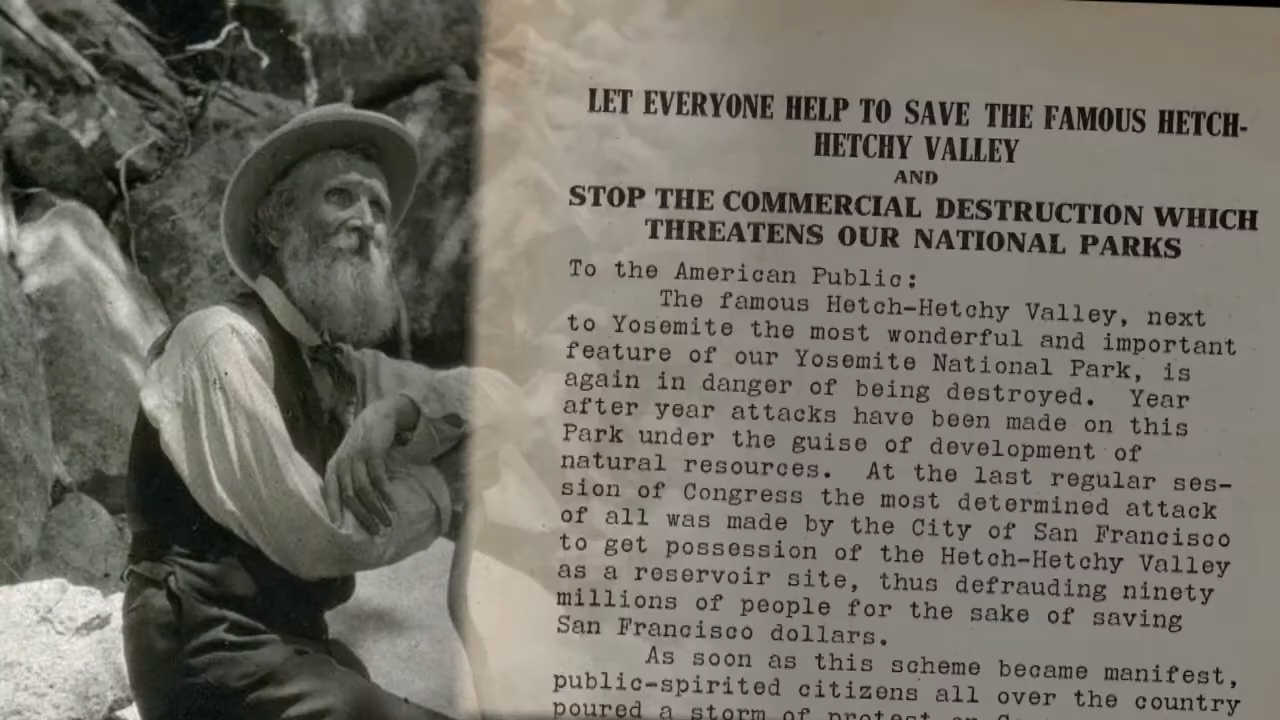 LET EVERYONE HELP TO SAVE THE FAMOUS HETCH-
HETCHY VALLEY
AND
STOP THE COMMERCIAL DESTRUCTION WHICH
THREATENS OUR NATIONAL PARKS
To the American Public:
The famous Hetch-Hetchy Valley, next
to Yosemite the most wonderful and important
feature of our Yosemite National Park, is
again in danger of being destroyed. Year
after year attacks have been made on this
Park under the guise of development of
natural resources. At the last regular ses-
sion of Congress the most determined attack
of all was made by the City of San Francisco
to get possession of the Hetch-Hetchy Valley
as a reservoir site, thus defrauding ninety
millions of people for the sake of saving
San Francisco dollars.
As soon as this scheme became manifest,
public-spirited citizens all over the country
poured a storm of protest